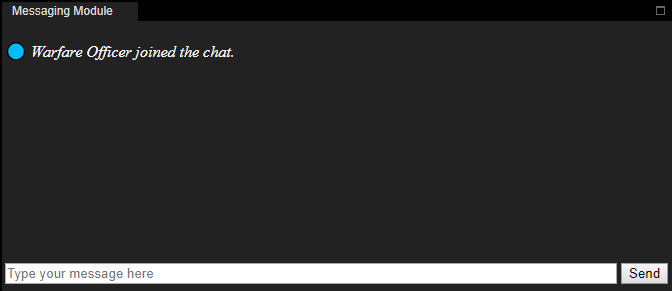 Messaging Module
Warfare Officer joined the chat.
Type your message here
Send